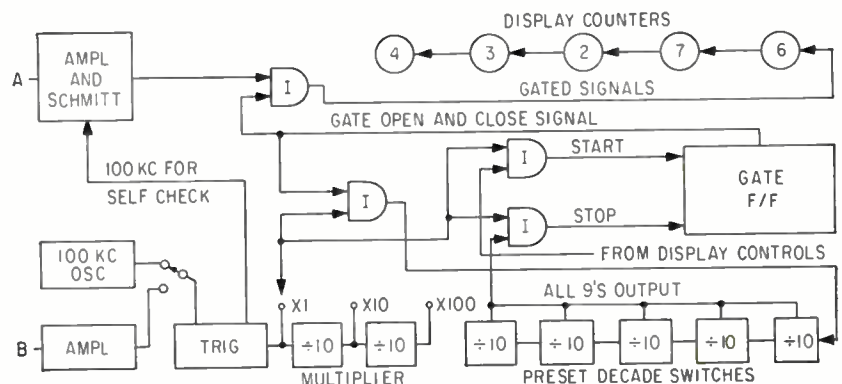 DISPLAY COUNTERS
4 3 2 7 6
A
AMPL
AND
SCHMITT
I
GATED SIGNALS
GATE OPEN AND CLOSE SIGNAL
100 KC FOR
SELF CHECK
I
I
START
GATE
F/F
I
STOP
FROM DISPLAY CONTROLS
100 KC
OSC
ALL 9'S OUTPUT
X1
X10
X100
B
AMPL
TRIG
÷10
÷10
÷10
÷10
÷10
÷10
÷10
MULTIPLIER
PRESET DECADE SWITCHES